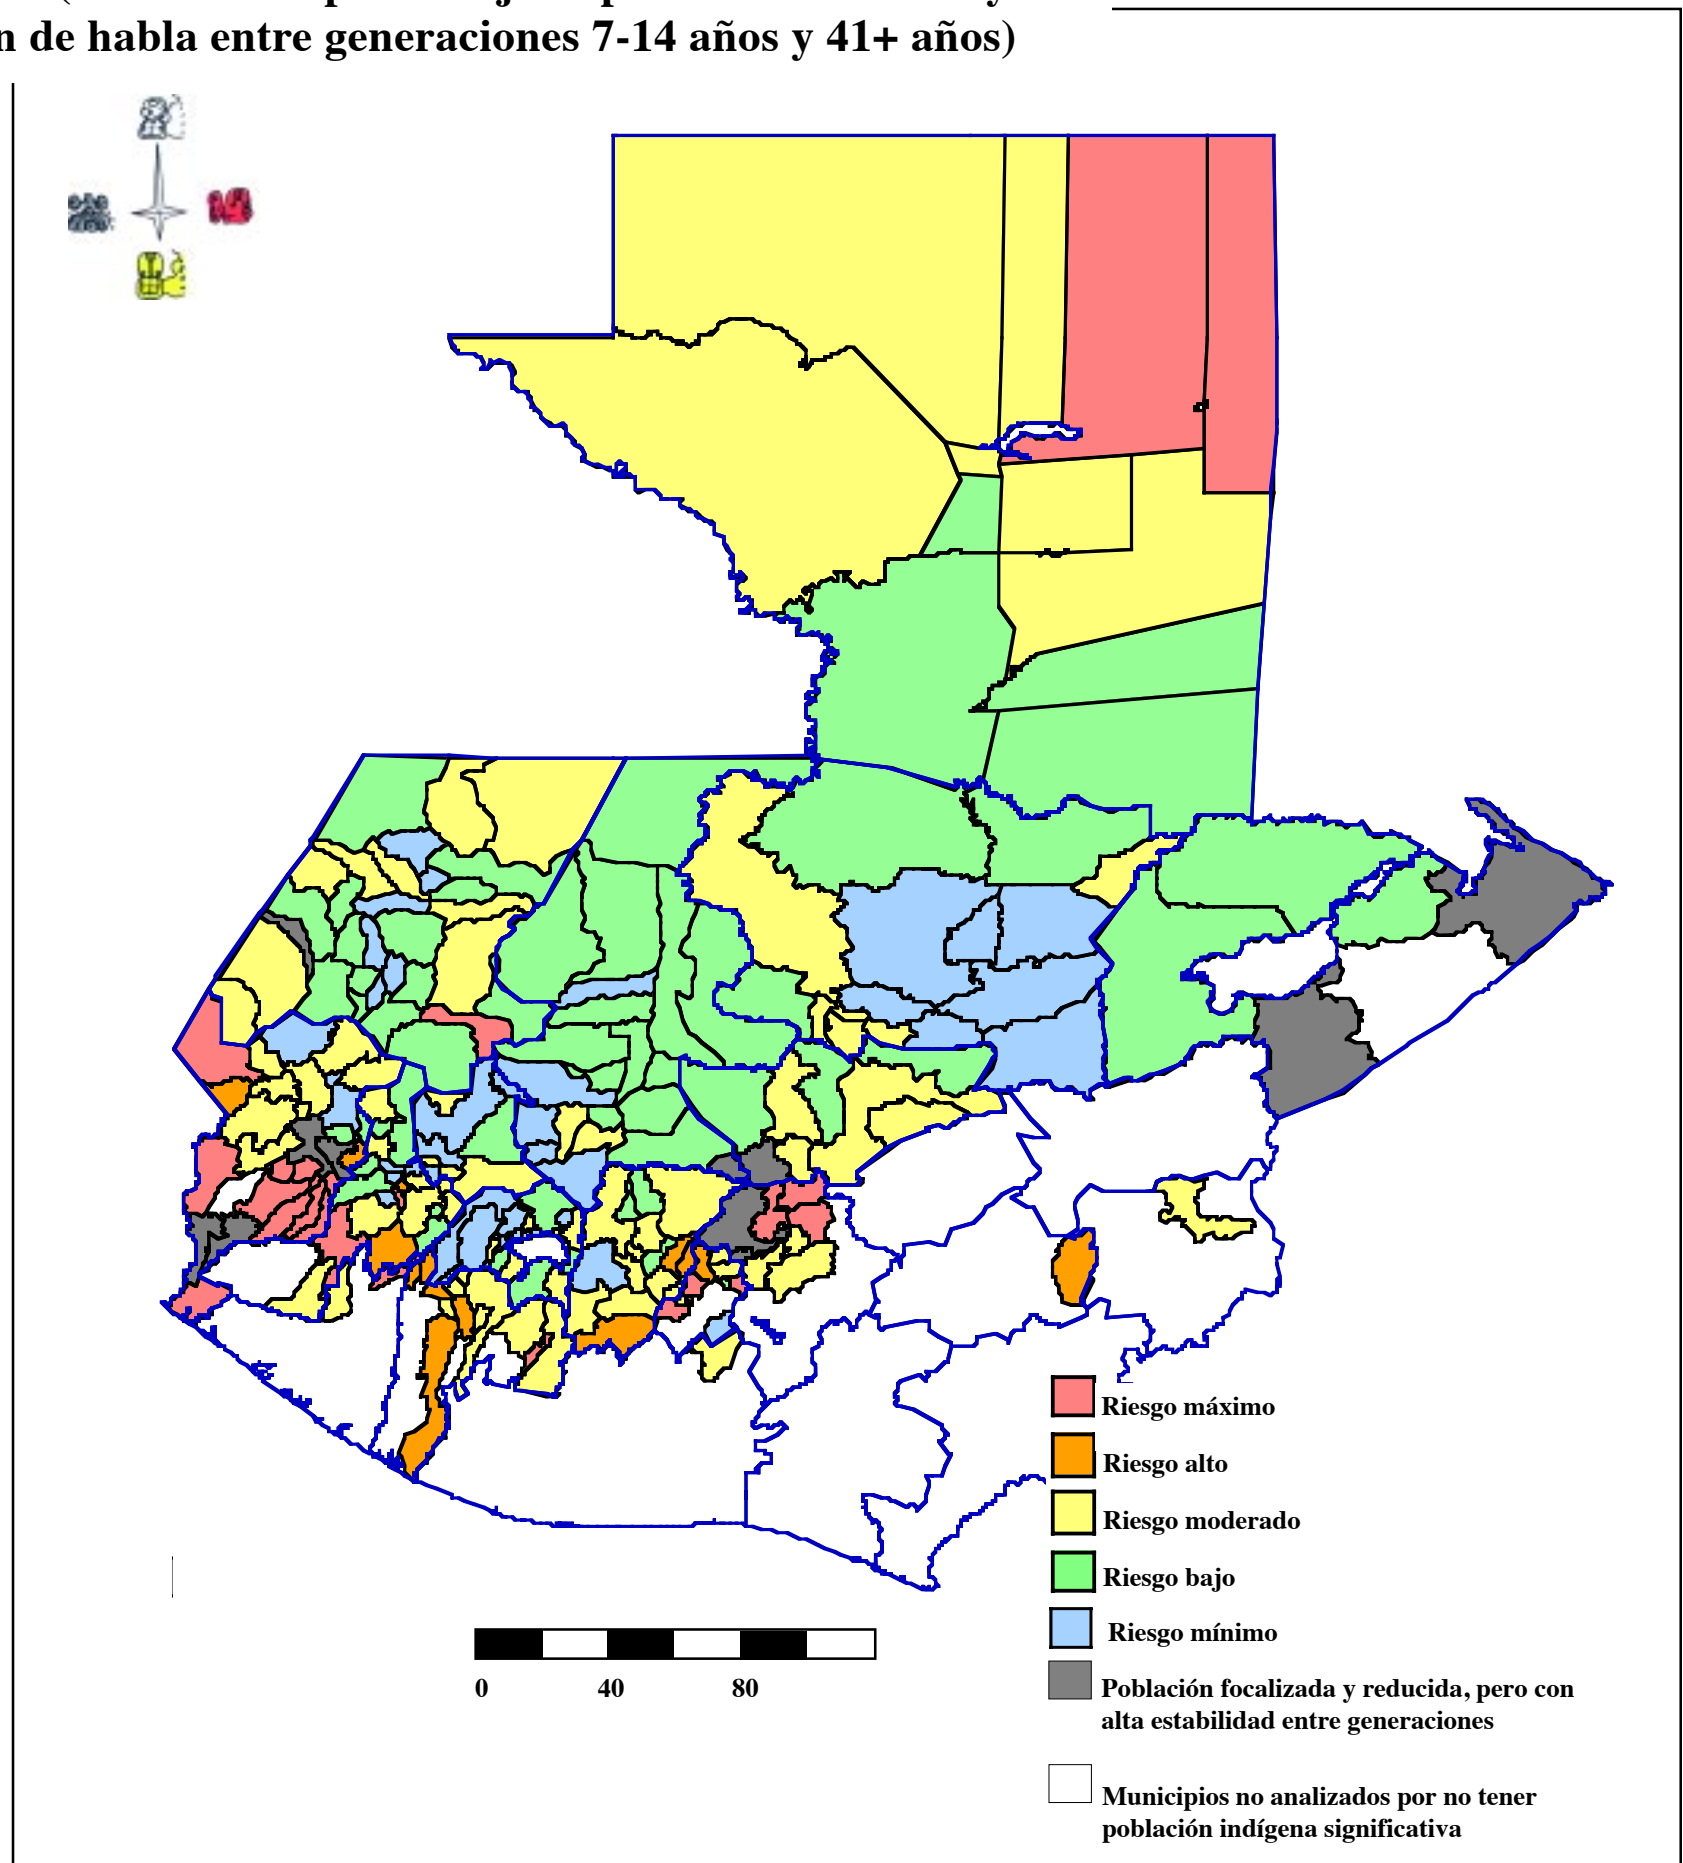 n de habla entre generaciones 7-14 años y 41+ años)
Riesgo máximo
Riesgo alto
Riesgo moderado
Riesgo bajo
Riesgo mínimo
0 40 80
Población focalizada y reducida, pero con
alta estabilidad entre generaciones
Municipios no analizados por no tener
población indígena significativa